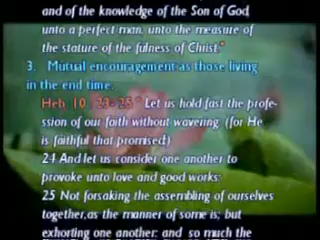 and of the knowledge of the Son of God,
unto a perfect man, unto the measure of
the stature of the fulness of Christ"
3. Mutual encouragement as those living
in the end time.
Heb. 10. 23-25 "Let us hold fast the profe-
ssion of our faith without wavering; (for He
is faithful that promised)
24 And let us consider one another to
provoke unto love and good works:
25 Not forsaking the assembling of ourselves
together, as the manner of some is; but
exhorting one another: and so much the